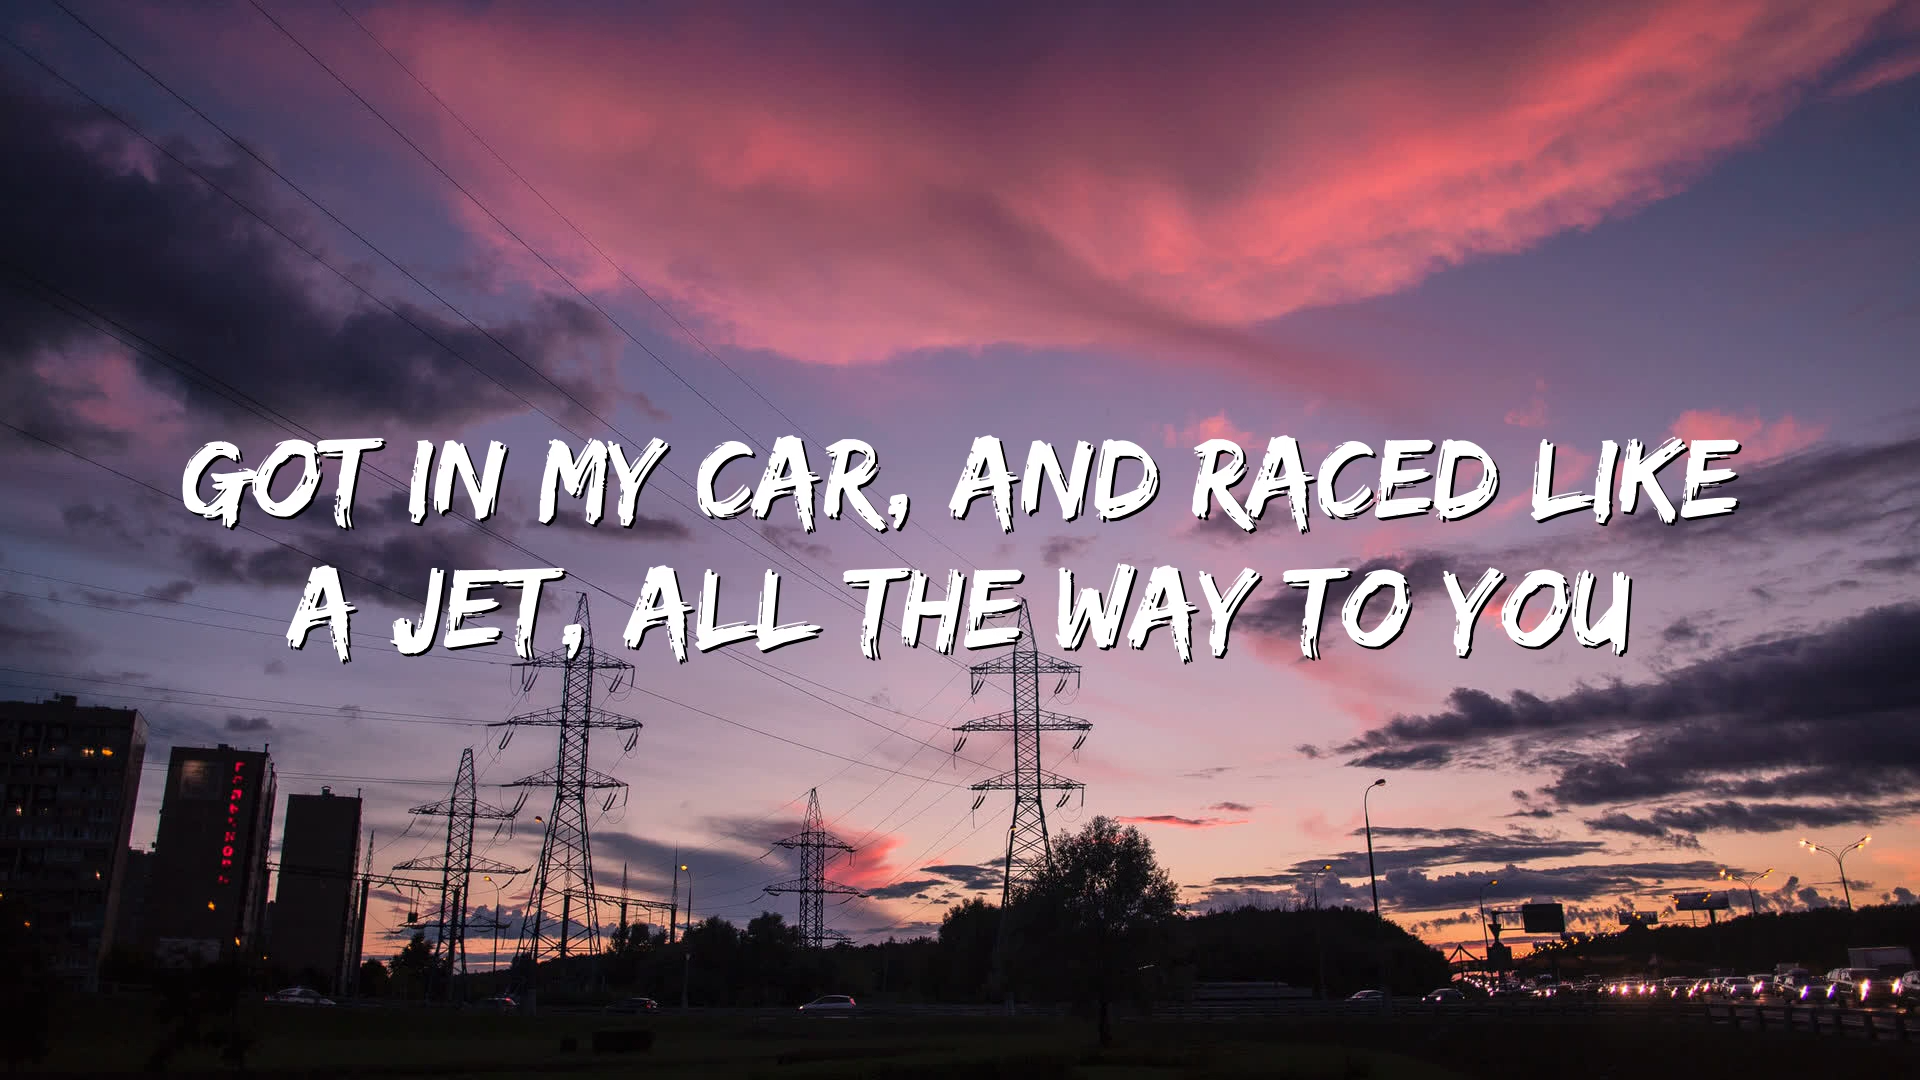 GOT IN MY CAR, AND RACED LIKE
A JET, ALL THE WAY TO YOU